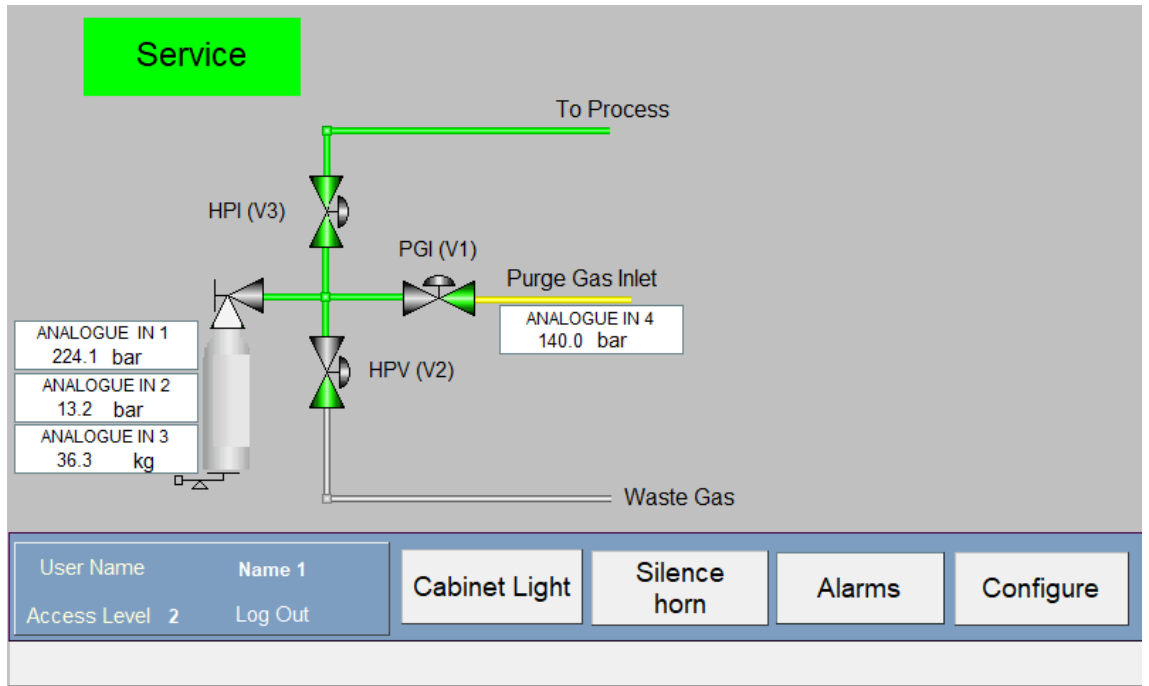 Service
To Process
HPI (V3)
PGI (V1)
Purge Gas Inlet
ANALOGUE IN 4
140.0 bar
ANALOGUE IN 1
224.1 bar
ANALOGUE IN 2
13.2 bar
ANALOGUE IN 3
36.3 kg
HPV (V2)
Waste Gas
User Name Name 1
Access Level 2 Log Out
Cabinet Light
Silence
horn
Alarms
Configure